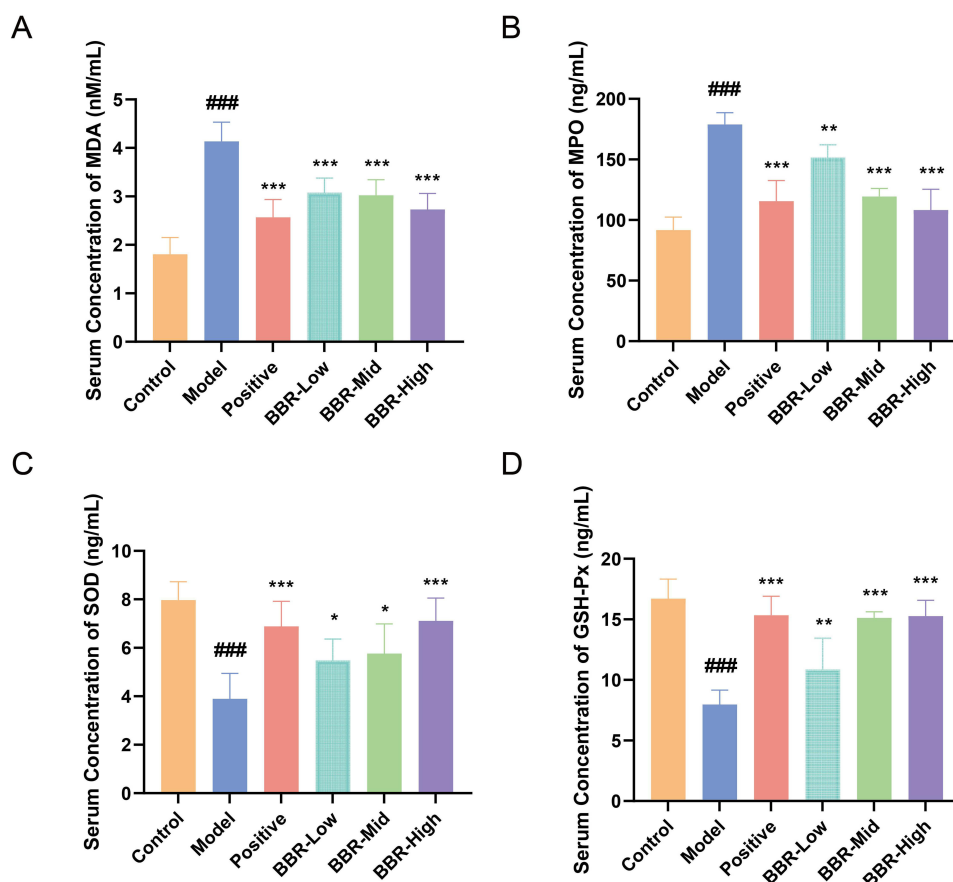 A
Serum Concentration of MDA (nM/mL)
5
4
3
2
1
0
###
***
***
***
***
Control
Model
Positive
BBR-Low
BBR-Mid
BBR-High
B
Serum Concentration of MPO (ng/mL)
200
150
100
50
0
###
***
**
***
***
Control
Model
Positive
BBR-Low
BBR-Mid
BBR-High
C
Serum Concentration of SOD (ng/mL)
10
8
6
4
2
0
###
***
*
*
***
Control
Model
Positive
BBR-Low
BBR-Mid
BBR-High
D
Serum Concentration of GSH-Px (ng/mL)
20
15
10
5
0
###
***
**
***
***
Control
Model
Positive
BBR-Low
BBR-Mid
BBR-High